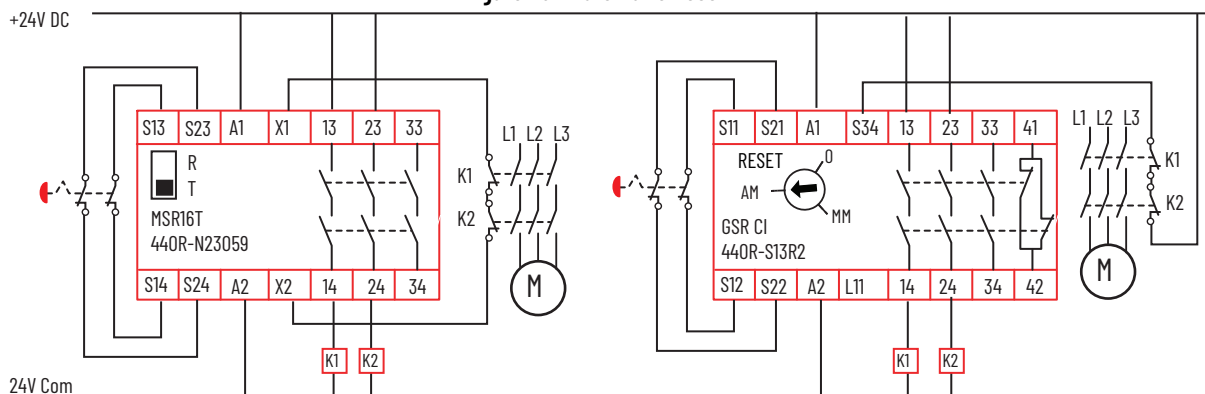 +24V DC
S13 S23 A1 X1 13 23 33
R
T
MSR16T
440R-N23059
S14 S24 A2 X2 14 24 34
L1 L2 L3
K1
K2
M
K1 K2
S11 S21 A1 S34 13 23 33 41
RESET
0
AM
MM
GSR CI
440R-S13R2
S12 S22 A2 L11 14 24 34 42
L1 L2 L3
K1
K2
M
K1 K2
24V Com